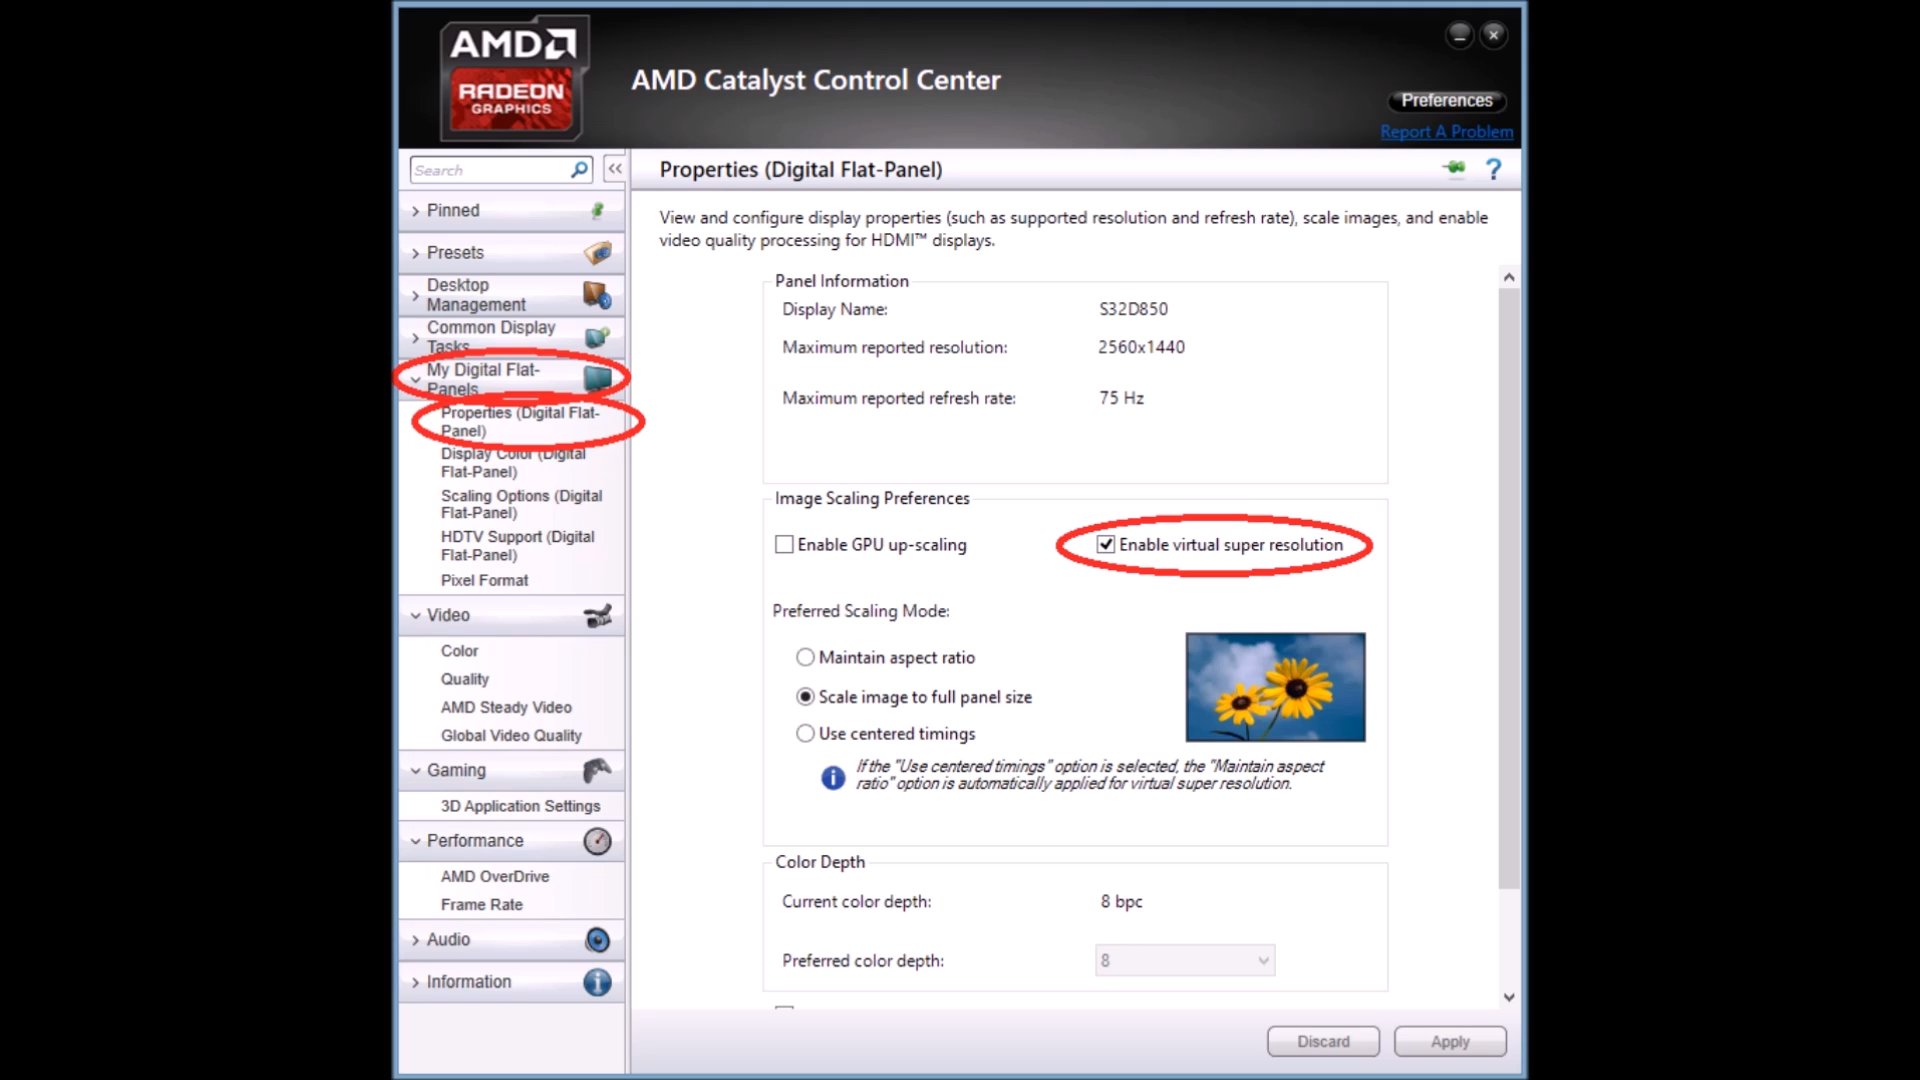 AMD
RADEON
GRAPHICS
AMD Catalyst Control Center
Preferences
Report A Problem
Search
Pinned
Presets
Desktop
Management
Common Display
Tasks
My Digital Flat-
Panels
Properties (Digital Flat-
Panel)
Display Color (Digital
Flat-Panel)
Scaling Options (Digital
Flat-Panel)
HDTV Support (Digital
Flat-Panel)
Pixel Format
Video
Color
Quality
AMD Steady Video
Global Video Quality
Gaming
3D Application Settings
Performance
AMD OverDrive
Frame Rate
Audio
Information
Properties (Digital Flat-Panel)
?
View and configure display properties (such as supported resolution and refresh rate), scale images, and enable
video quality processing for HDMI™ displays.
Panel Information
Display Name: S32D850
Maximum reported resolution: 2560x1440
Maximum reported refresh rate: 75 Hz
Image Scaling Preferences
Enable GPU up-scaling
Enable virtual super resolution
Preferred Scaling Mode:
Maintain aspect ratio
Scale image to full panel size
Use centered timings
If the "Use centered timings" option is selected, the "Maintain aspect
ratio" option is automatically applied for virtual super resolution.
Color Depth
Current color depth: 8 bpc
Preferred color depth: 8
Discard
Apply